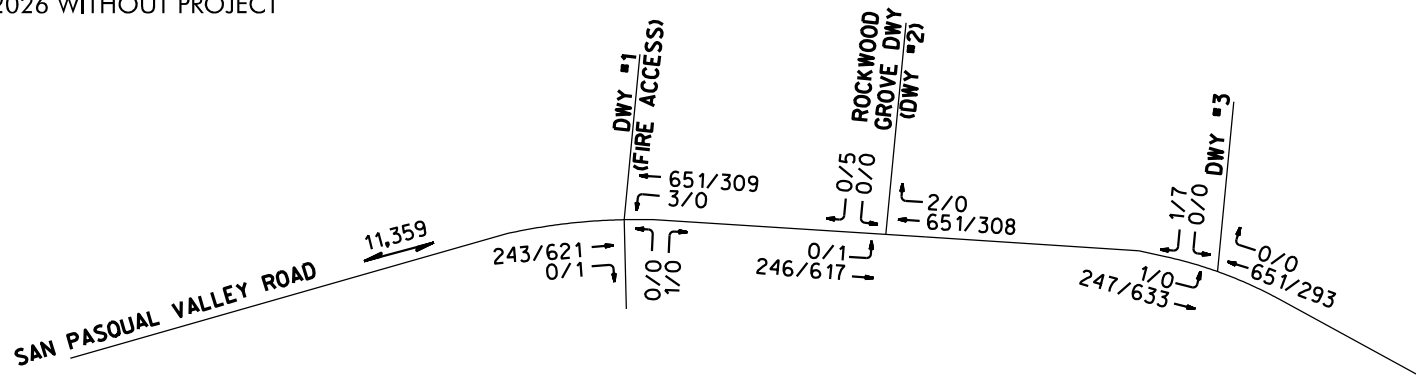 2026 WITHOUT PROJECT
DWY #1
(FIRE ACCESS)
ROCKWOOD
GROVE DWY
(DWY #2)
DWY #3
651/309
3/0
0/5
0/0
2/0
651/308
1/7
0/0
0/0
651/293
11,359
243/621
0/1
0/0
1/0
0/1
246/617
1/0
247/633
SAN PASQUAL VALLEY ROAD